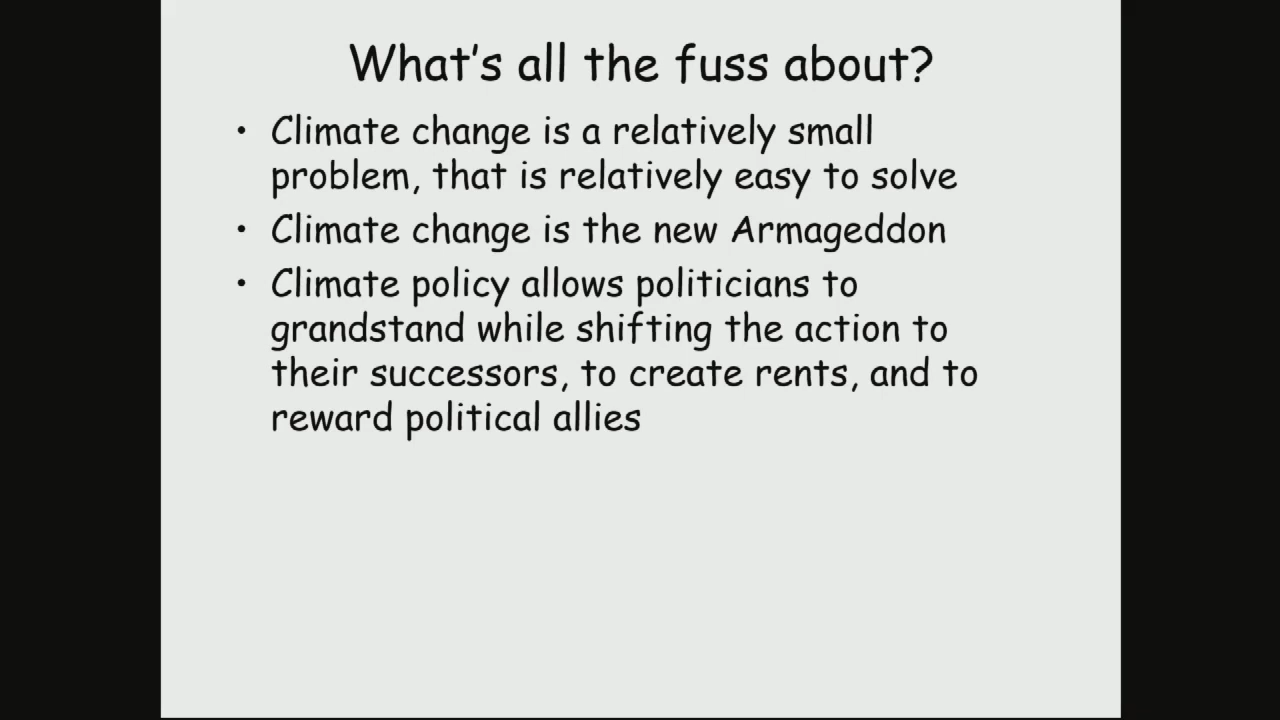 What's all the fuss about?
• Climate change is a relatively small
problem, that is relatively easy to solve
• Climate change is the new Armageddon
• Climate policy allows politicians to
grandstand while shifting the action to
their successors, to create rents, and to
reward political allies